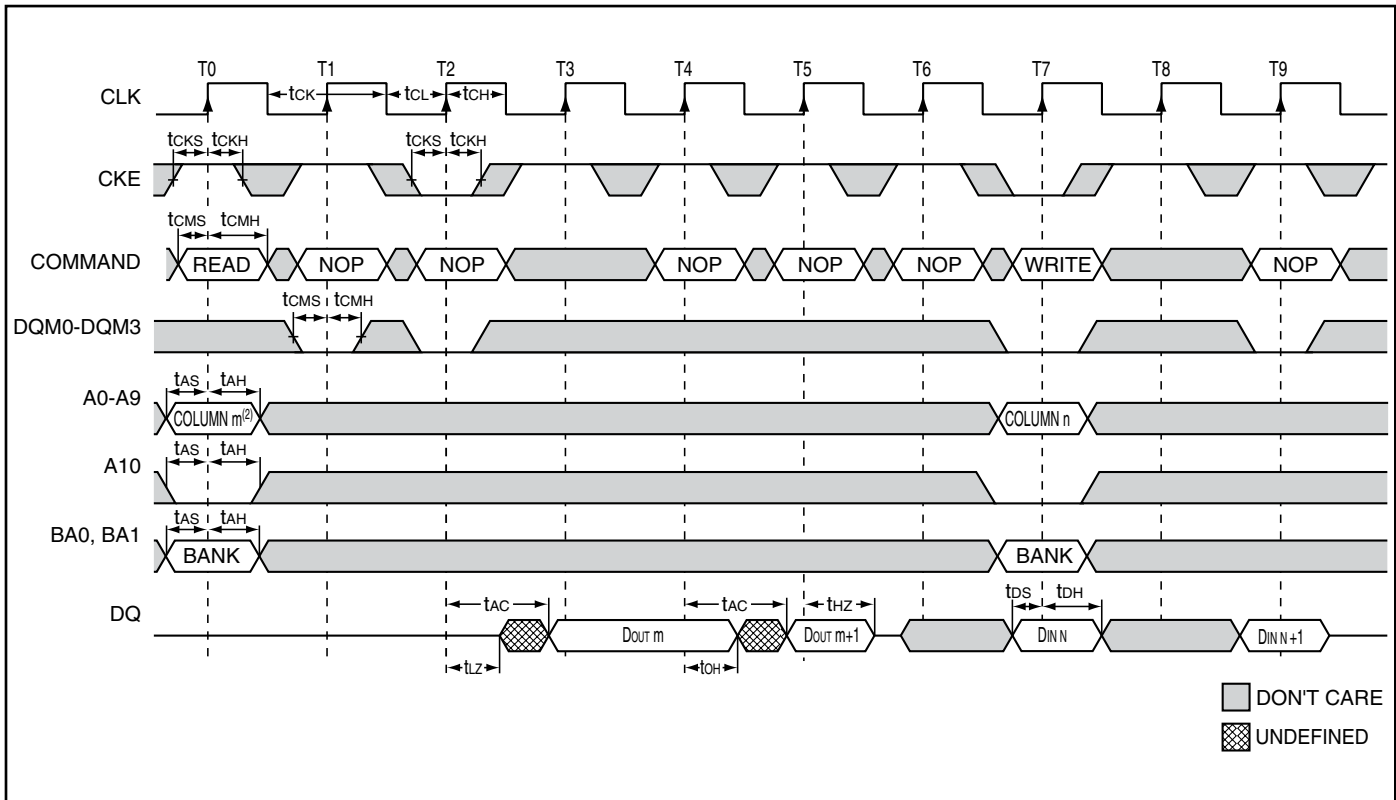 T0 T1 T2 T3 T4 T5 T6 T7 T8 T9
CLK tCK tCL tCH
tCKS tCKH tCKS tCKH
CKE
tCMS tCMH
COMMAND READ NOP NOP NOP NOP NOP WRITE NOP
tCMS tCMH
DQM0-DQM3
tAS tAH
A0-A9 COLUMN m(2) COLUMN n
tAS tAH
A10
tAS tAH
BA0, BA1 BANK BANK
tAC tAC tHZ tDS tDH
DQ DOUT m DOUT m+1 DIN N DIN N+1
tLZ tOH
DON'T CARE
UNDEFINED